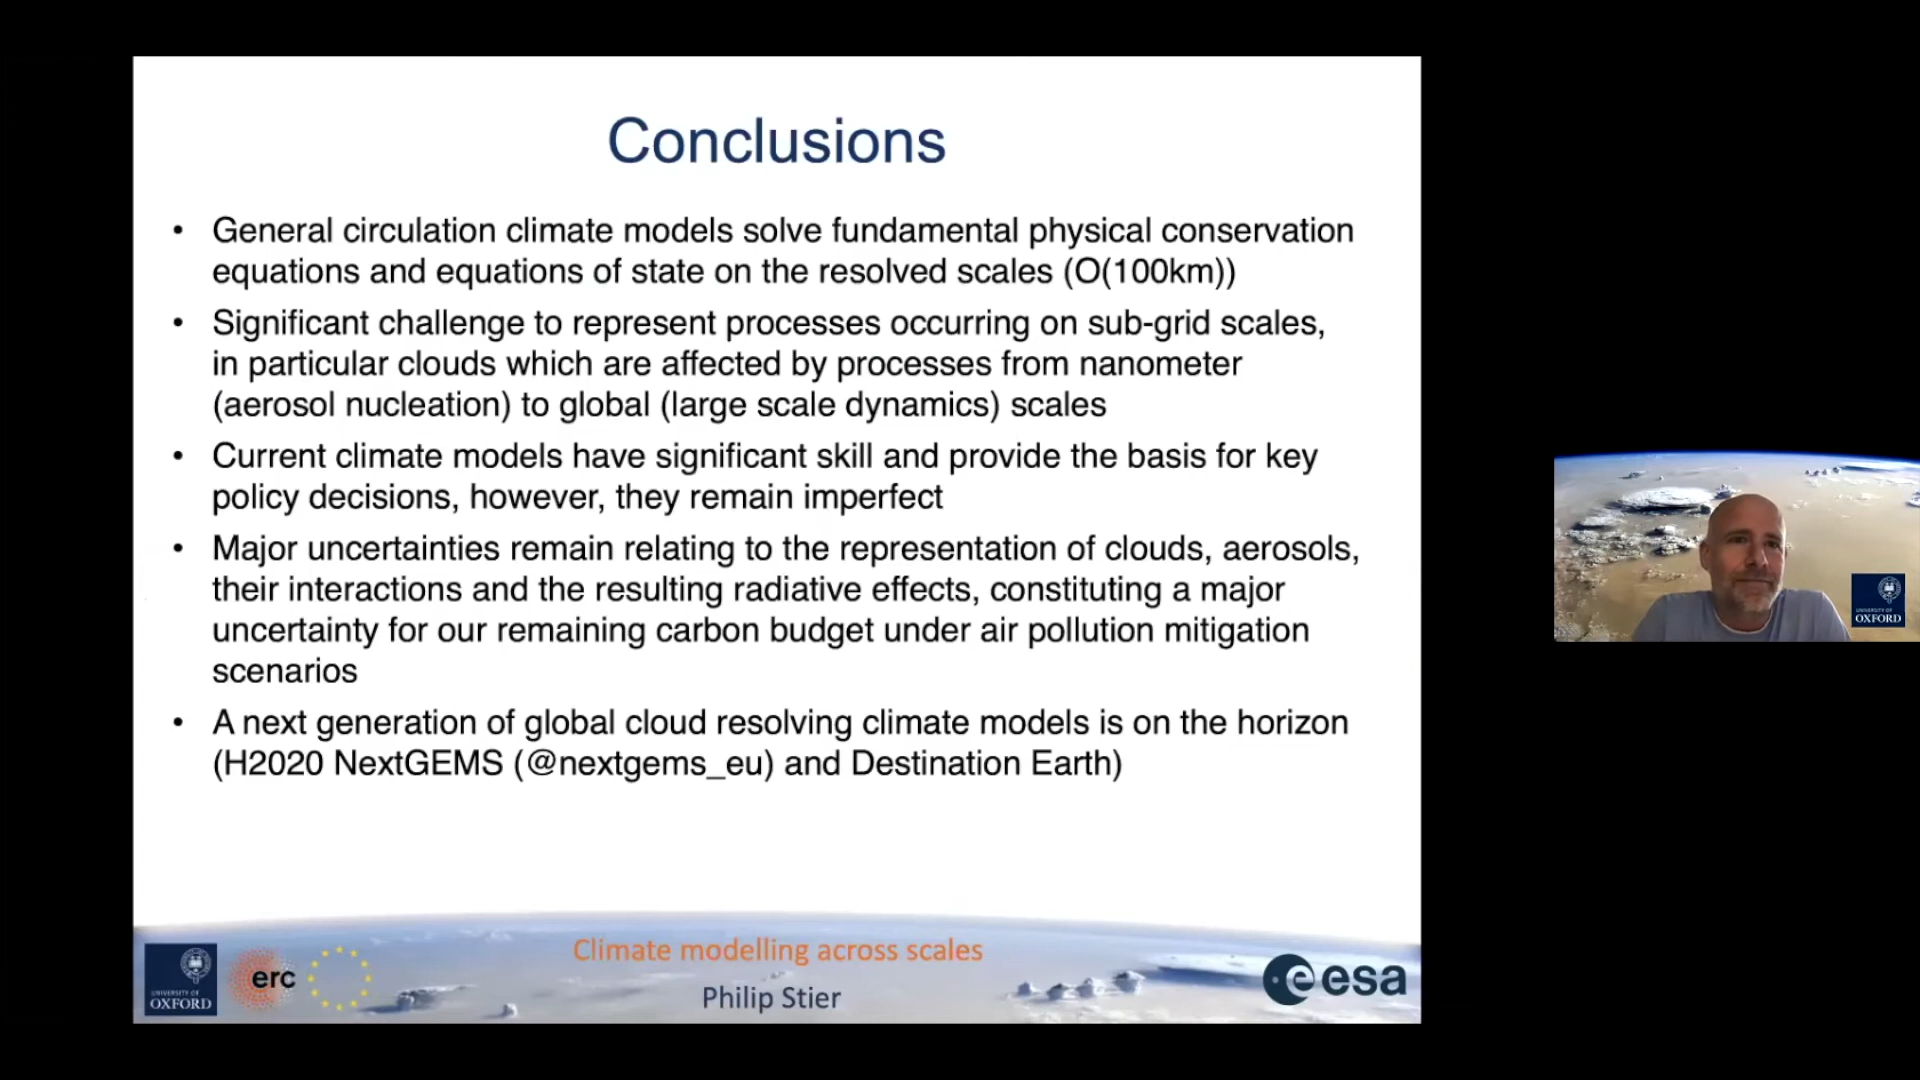 Conclusions
• General circulation climate models solve fundamental physical conservation
equations and equations of state on the resolved scales (O(100km))
• Significant challenge to represent processes occurring on sub-grid scales,
in particular clouds which are affected by processes from nanometer
(aerosol nucleation) to global (large scale dynamics) scales
• Current climate models have significant skill and provide the basis for key
policy decisions, however, they remain imperfect
• Major uncertainties remain relating to the representation of clouds, aerosols,
their interactions and the resulting radiative effects, constituting a major
uncertainty for our remaining carbon budget under air pollution mitigation
scenarios
• A next generation of global cloud resolving climate models is on the horizon
(H2020 NextGEMS (@nextgems_eu) and Destination Earth)
UNIVERSITY OF
OXFORD
erc
Climate modelling across scales
Philip Stier
esa
UNIVERSITY OF
OXFORD